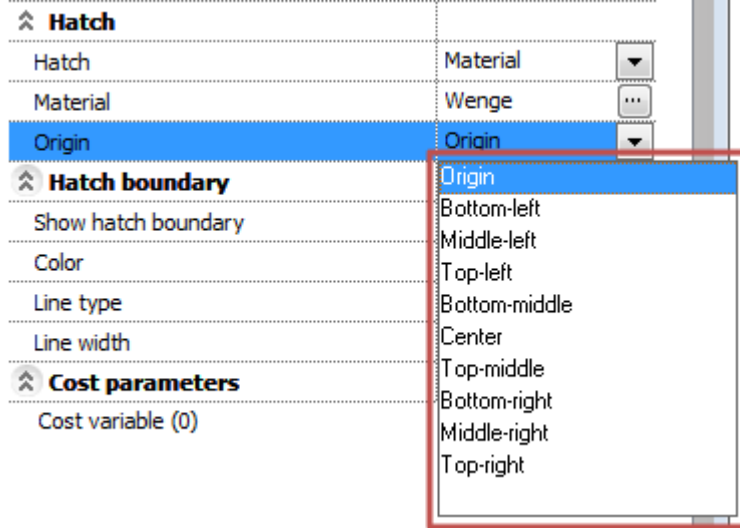 Hatch
Hatch Material
Material Wenge ...
Origin Origin
Hatch boundary
Show hatch boundary
Color
Line type
Line width
Cost parameters
Cost variable (0)
Origin
Bottom-left
Middle-left
Top-left
Bottom-middle
Center
Top-middle
Bottom-right
Middle-right
Top-right